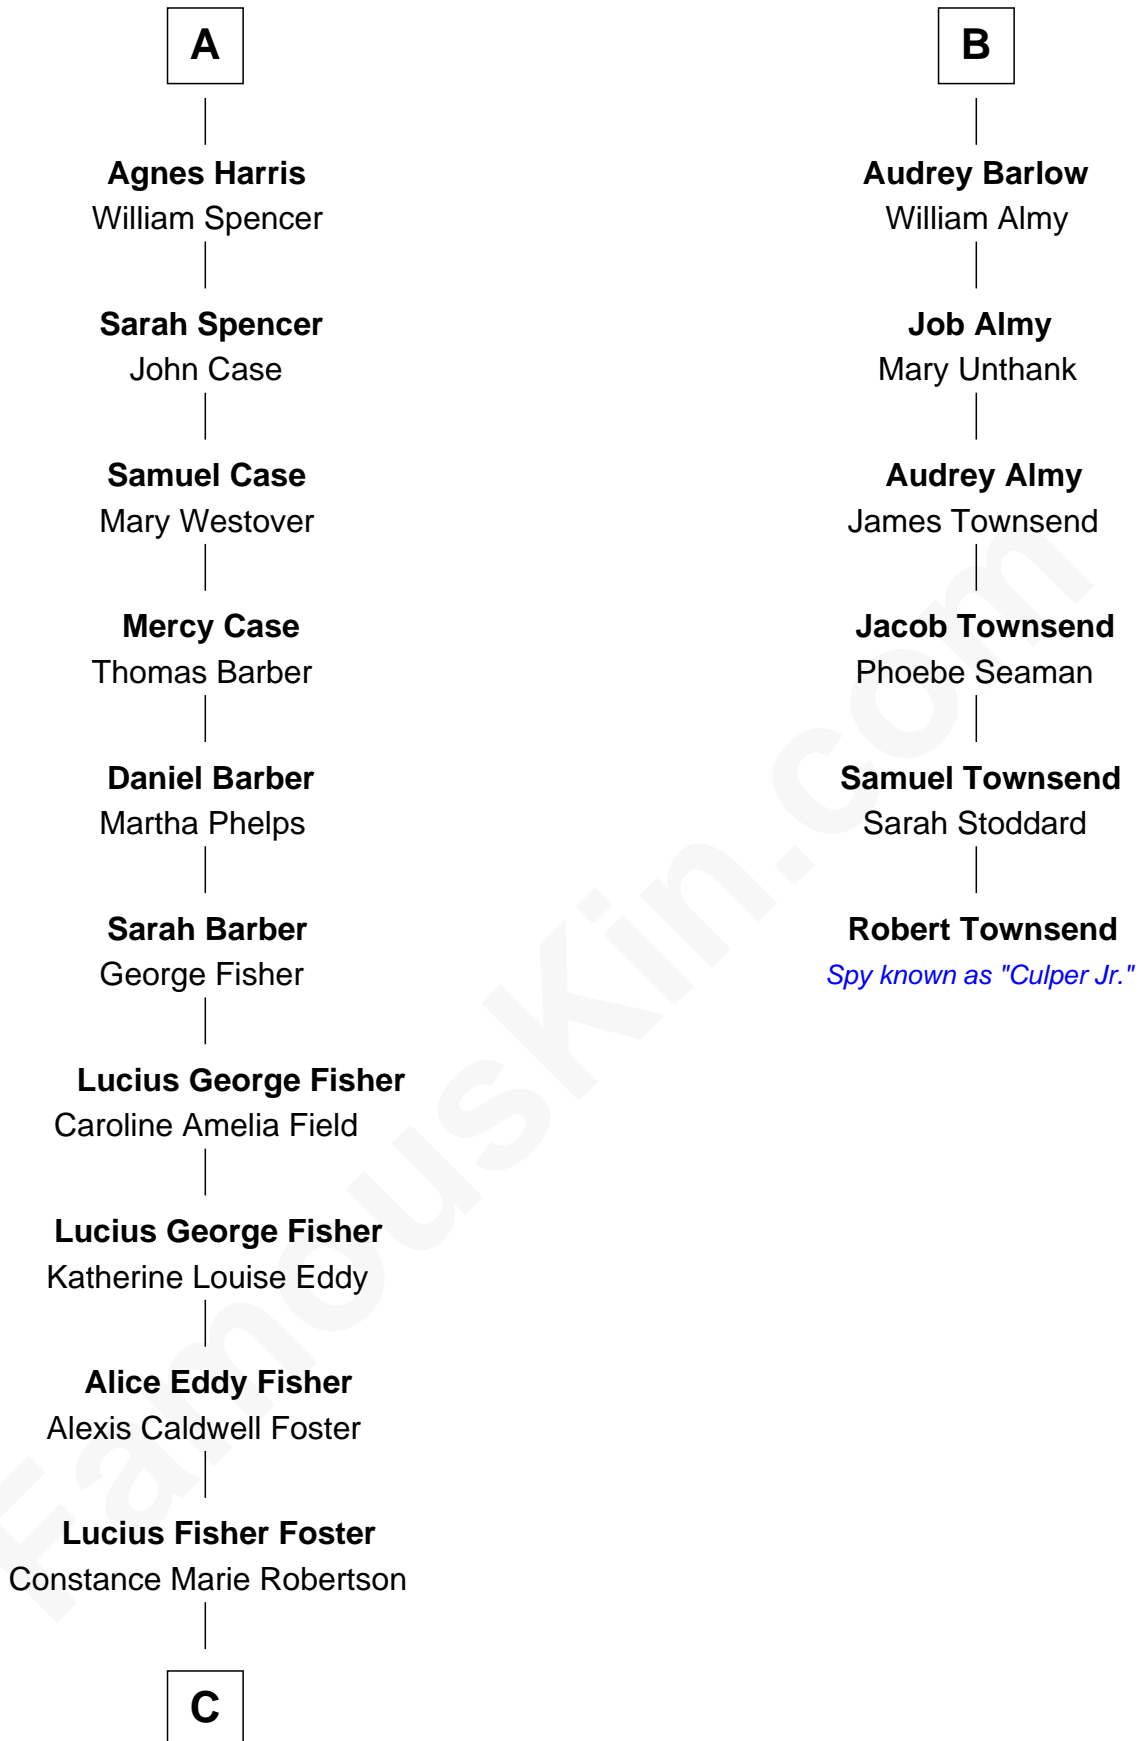 A
Agnes Harris
William Spencer
Sarah Spencer
John Case
Samuel Case
Mary Westover
Mercy Case
Thomas Barber
Daniel Barber
Martha Phelps
Sarah Barber
George Fisher
Lucius George Fisher
Caroline Amelia Field
Lucius George Fisher
Katherine Louise Eddy
Alice Eddy Fisher
Alexis Caldwell Foster
Lucius Fisher Foster
Constance Marie Robertson
C
B
Audrey Barlow
William Almy
Job Almy
Mary Unthank
Audrey Almy
James Townsend
Jacob Townsend
Phoebe Seaman
Samuel Townsend
Sarah Stoddard
Robert Townsend
Spy known as "Culper Jr."
FamousKin.com